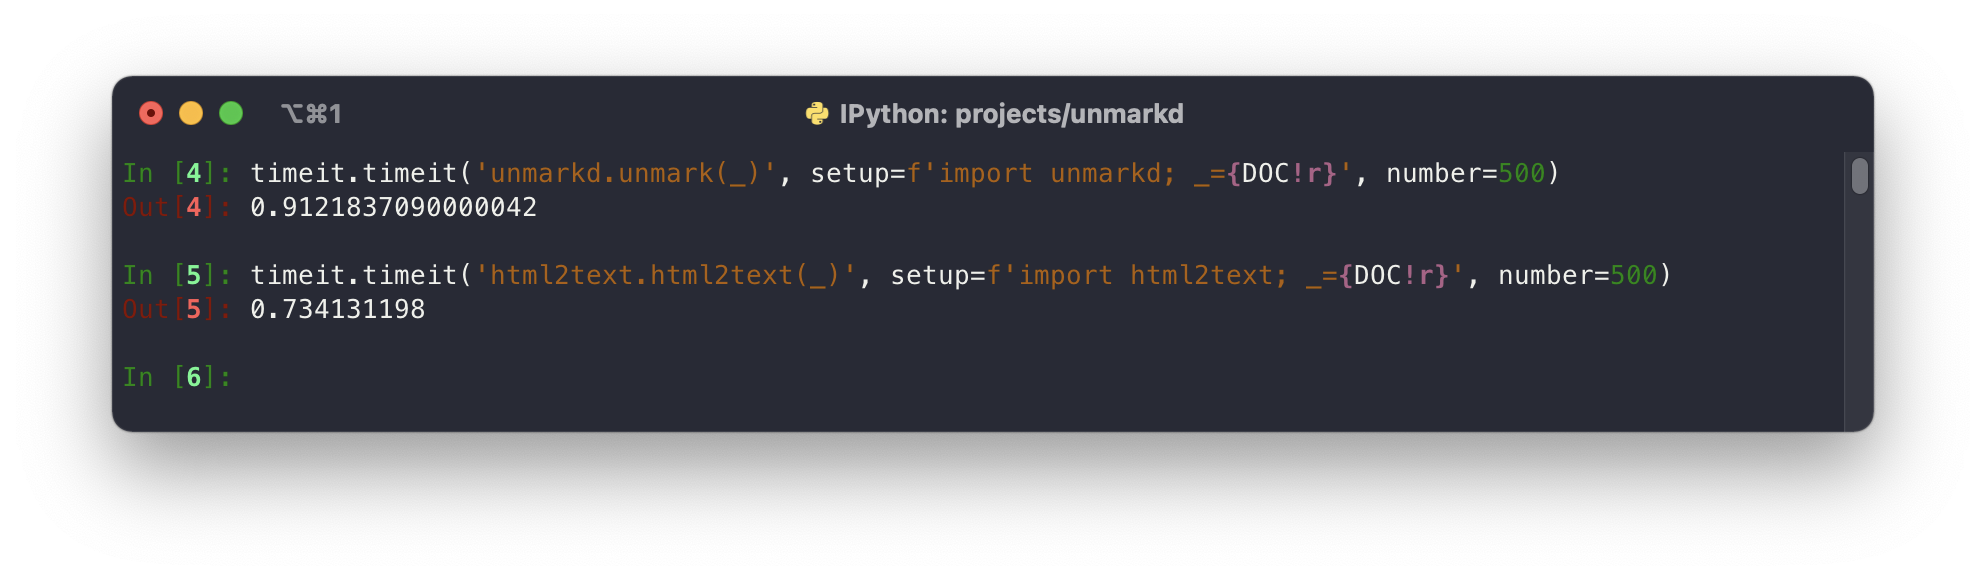 ⌥⌘1
IPython: projects/unmarkd
In [4]: timeit.timeit('unmarkd.unmark(_)', setup=f'import unmarkd; _={DOC!r}', number=500)
Out[4]: 0.9121837090000042
In [5]: timeit.timeit('html2text.html2text(_)', setup=f'import html2text; _={DOC!r}', number=500)
Out[5]: 0.734131198
In [6]: